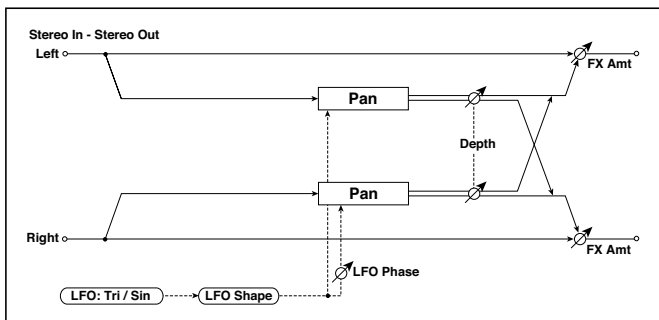 Stereo In - Stereo Out
Left
FX Amt
Pan
Depth
Pan
Right
FX Amt
LFO Phase
LFO: Tri / Sin
LFO Shape